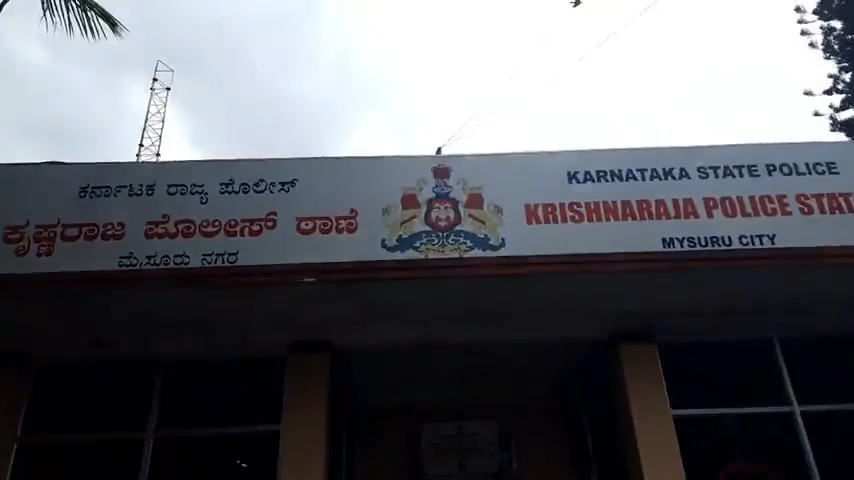 ಕರ್ನಾಟಕ ರಾಜ್ಯ ಪೊಲೀಸ್
ಕೃಷ್ಣರಾಜ ಪೊಲೀಸ್ ಠಾಣೆ
ಮೈಸೂರು ನಗರ
KARNATAKA STATE POLICE
KRISHNARAJA POLICE STAT
MYSURU CITY